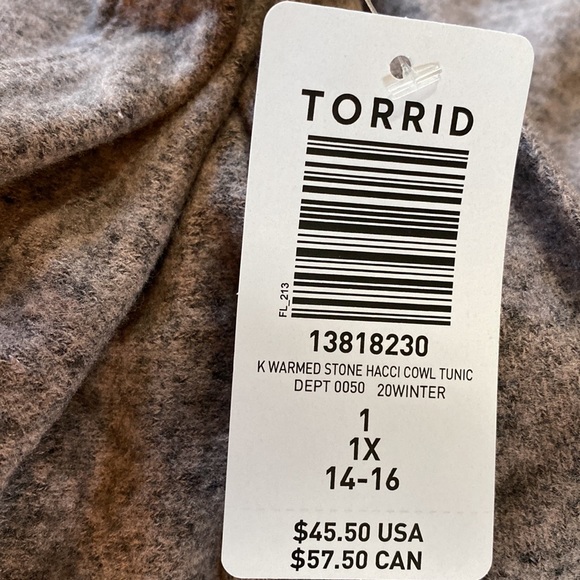 TORRID
FL_213
13818230
K WARMED STONE HACCI COWL TUNIC
DEPT 0050 20WINTER
1
1X
14-16
$45.50 USA
$57.50 CAN